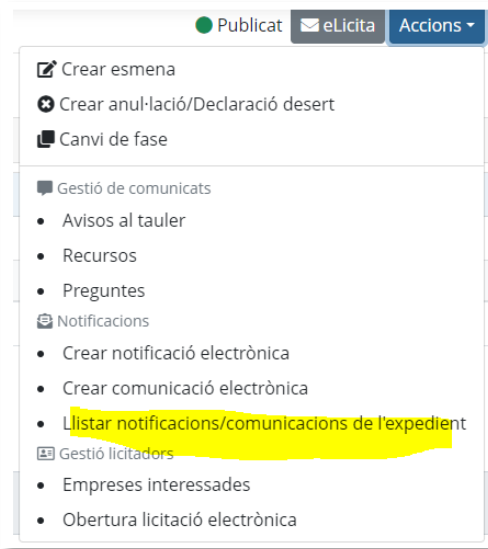 Publicat eLicita Accions
Crear esmena
Crear anul·lació/Declaració desert
Canvi de fase
Gestió de comunicats
Avisos al tauler
Recursos
Preguntes
Notificacions
Crear notificació electrònica
Crear comunicació electrònica
Llistar notificacions/comunicacions de l'expedient
Gestió licitadors
Empreses interessades
Obertura licitació electrònica